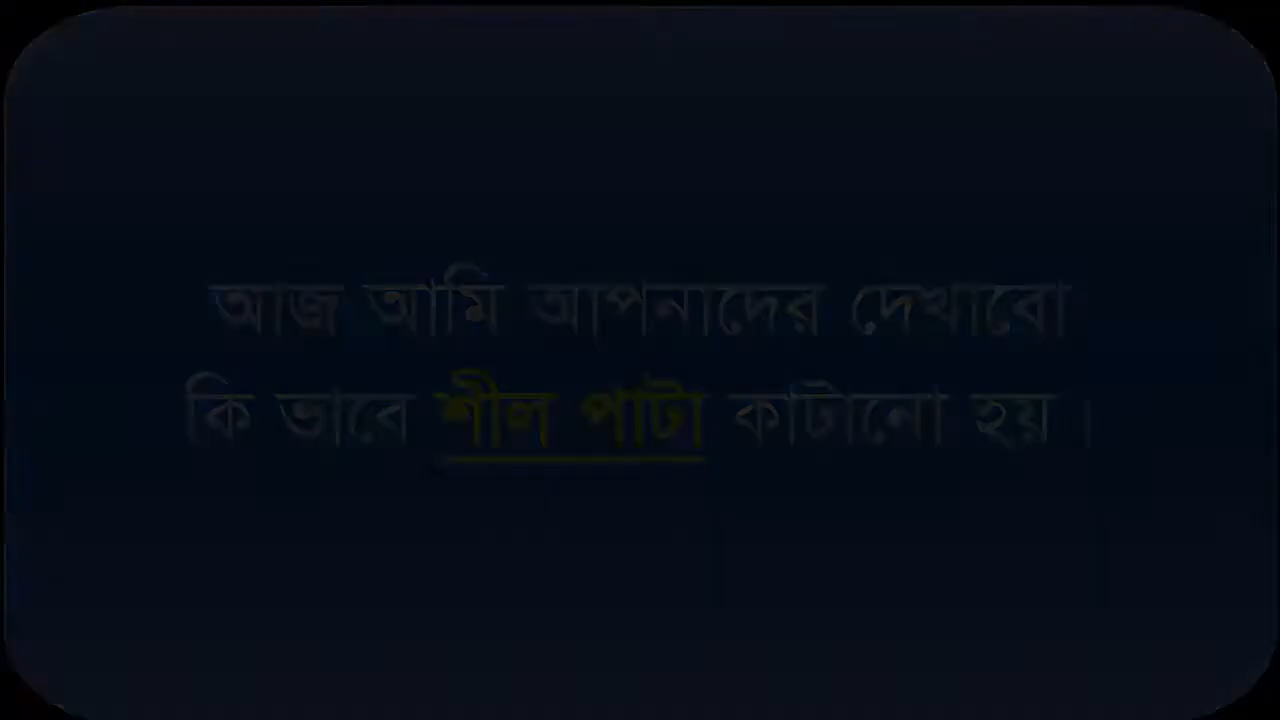 আজ আমি আপনাদের দেখাবো
কি ভাবে শীল পাটা কাটানো হয় ।